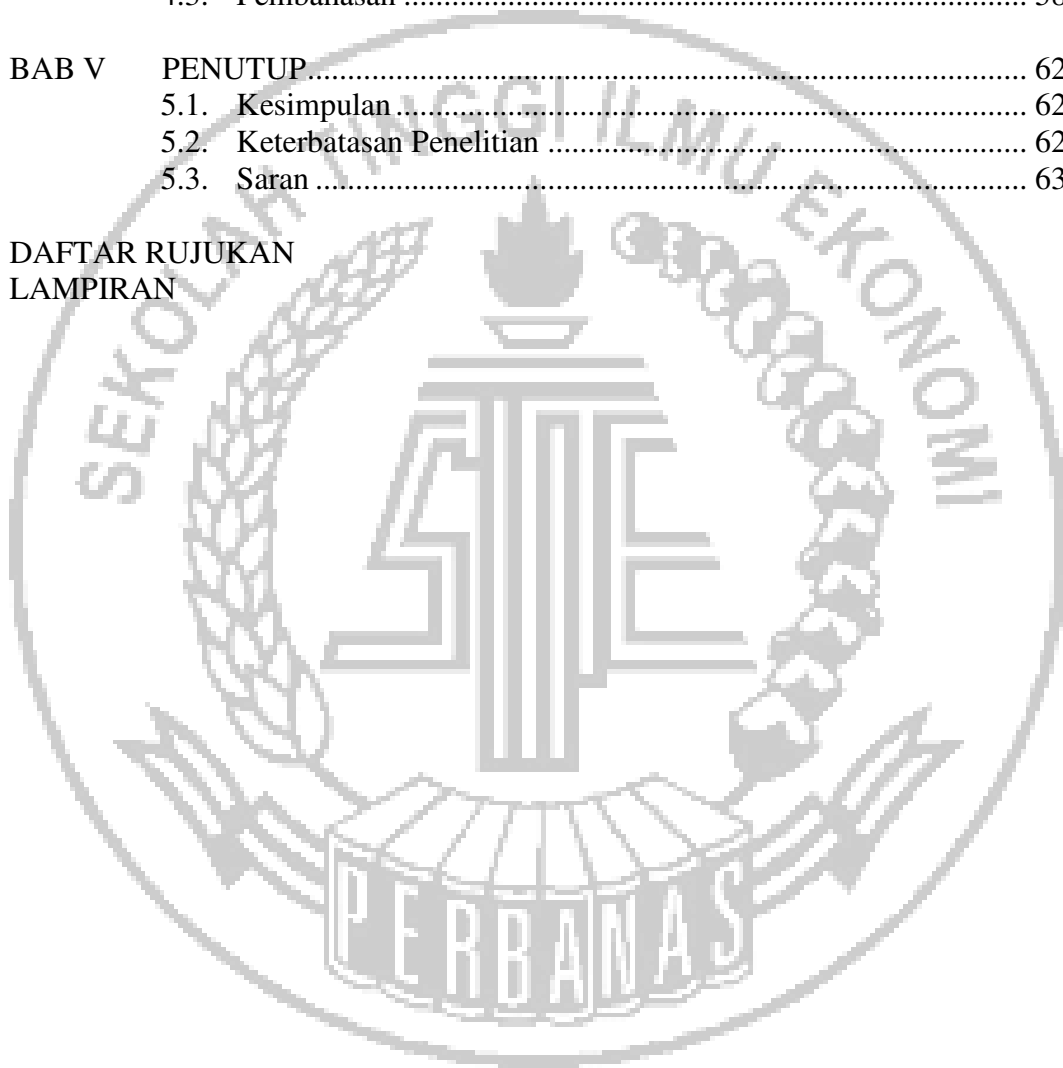 BAB V PENUTUP........................................................................................ 62
5.1. Kesimpulan ............................................................................. 62
5.2. Keterbatasan Penelitian .......................................................... 62
5.3. Saran ....................................................................................... 63
DAFTAR RUJUKAN
LAMPIRAN
SEKOLAH TINGGI ILMU EKONOMI
STIE
PERBANAS